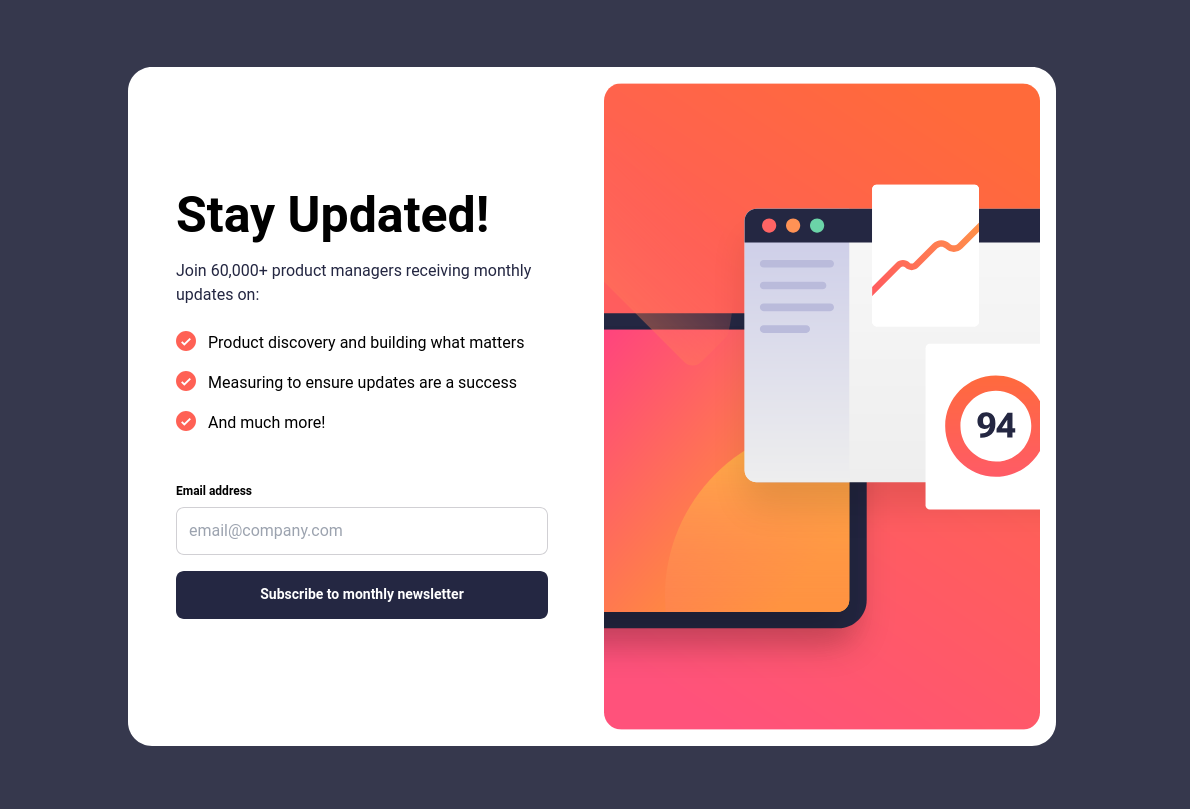 Stay Updated!
Join 60,000+ product managers receiving monthly
updates on:
Product discovery and building what matters
Measuring to ensure updates are a success
And much more!
Email address
email@company.com
Subscribe to monthly newsletter
94